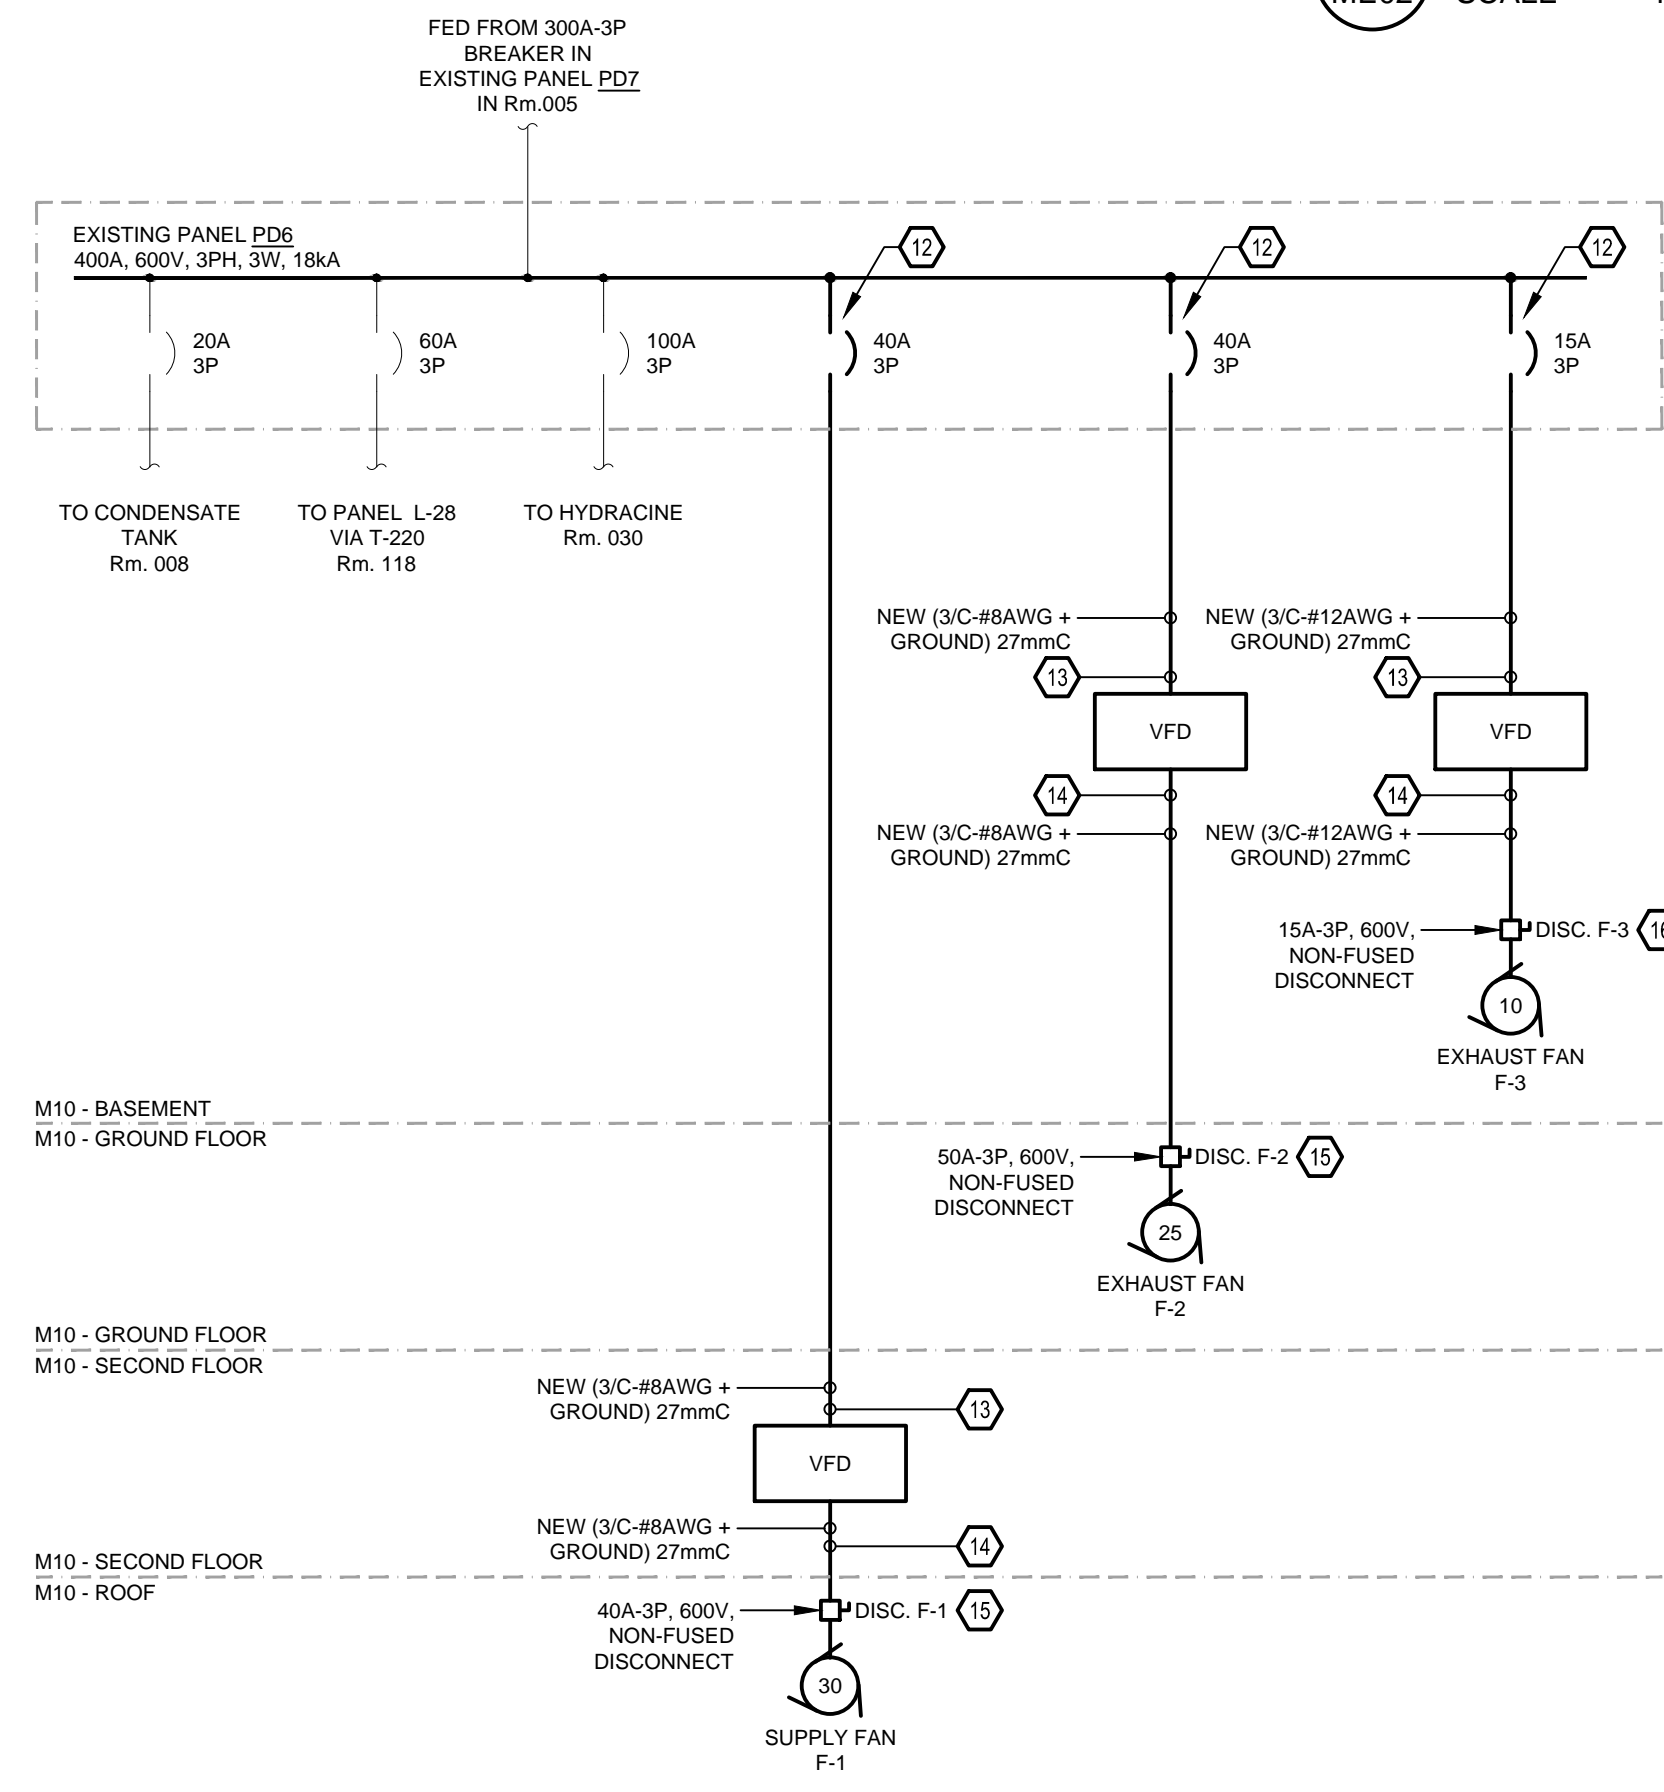 FED FROM 300A-3P
BREAKER IN
EXISTING PANEL PD7
IN Rm.005
EXISTING PANEL PD6
400A, 600V, 3PH, 3W, 18kA
12
12
12
20A
3P
60A
3P
100A
3P
40A
3P
40A
3P
15A
3P
TO CONDENSATE
TANK
Rm. 008
TO PANEL L-28
VIA T-220
Rm. 118
TO HYDRACINE
Rm. 030
NEW (3/C-#8AWG +
GROUND) 27mmC
13
VFD
14
NEW (3/C-#8AWG +
GROUND) 27mmC
NEW (3/C-#12AWG +
GROUND) 27mmC
13
VFD
14
NEW (3/C-#12AWG +
GROUND) 27mmC
15A-3P, 600V,
NON-FUSED
DISCONNECT
DISC. F-3
10
EXHAUST FAN
F-3
M10 - BASEMENT
M10 - GROUND FLOOR
50A-3P, 600V,
NON-FUSED
DISCONNECT
DISC. F-2
15
25
EXHAUST FAN
F-2
M10 - GROUND FLOOR
M10 - SECOND FLOOR
NEW (3/C-#8AWG +
GROUND) 27mmC
13
VFD
NEW (3/C-#8AWG +
GROUND) 27mmC
14
M10 - SECOND FLOOR
M10 - ROOF
40A-3P, 600V,
NON-FUSED
DISCONNECT
DISC. F-1
15
30
SUPPLY FAN
F-1